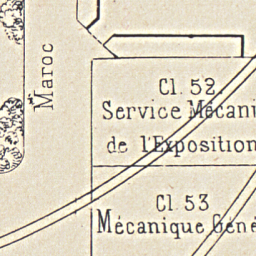 Maroc
Cl. 52.
Service Mécani
de l'Exposition
Cl. 53
Mécanique Géné